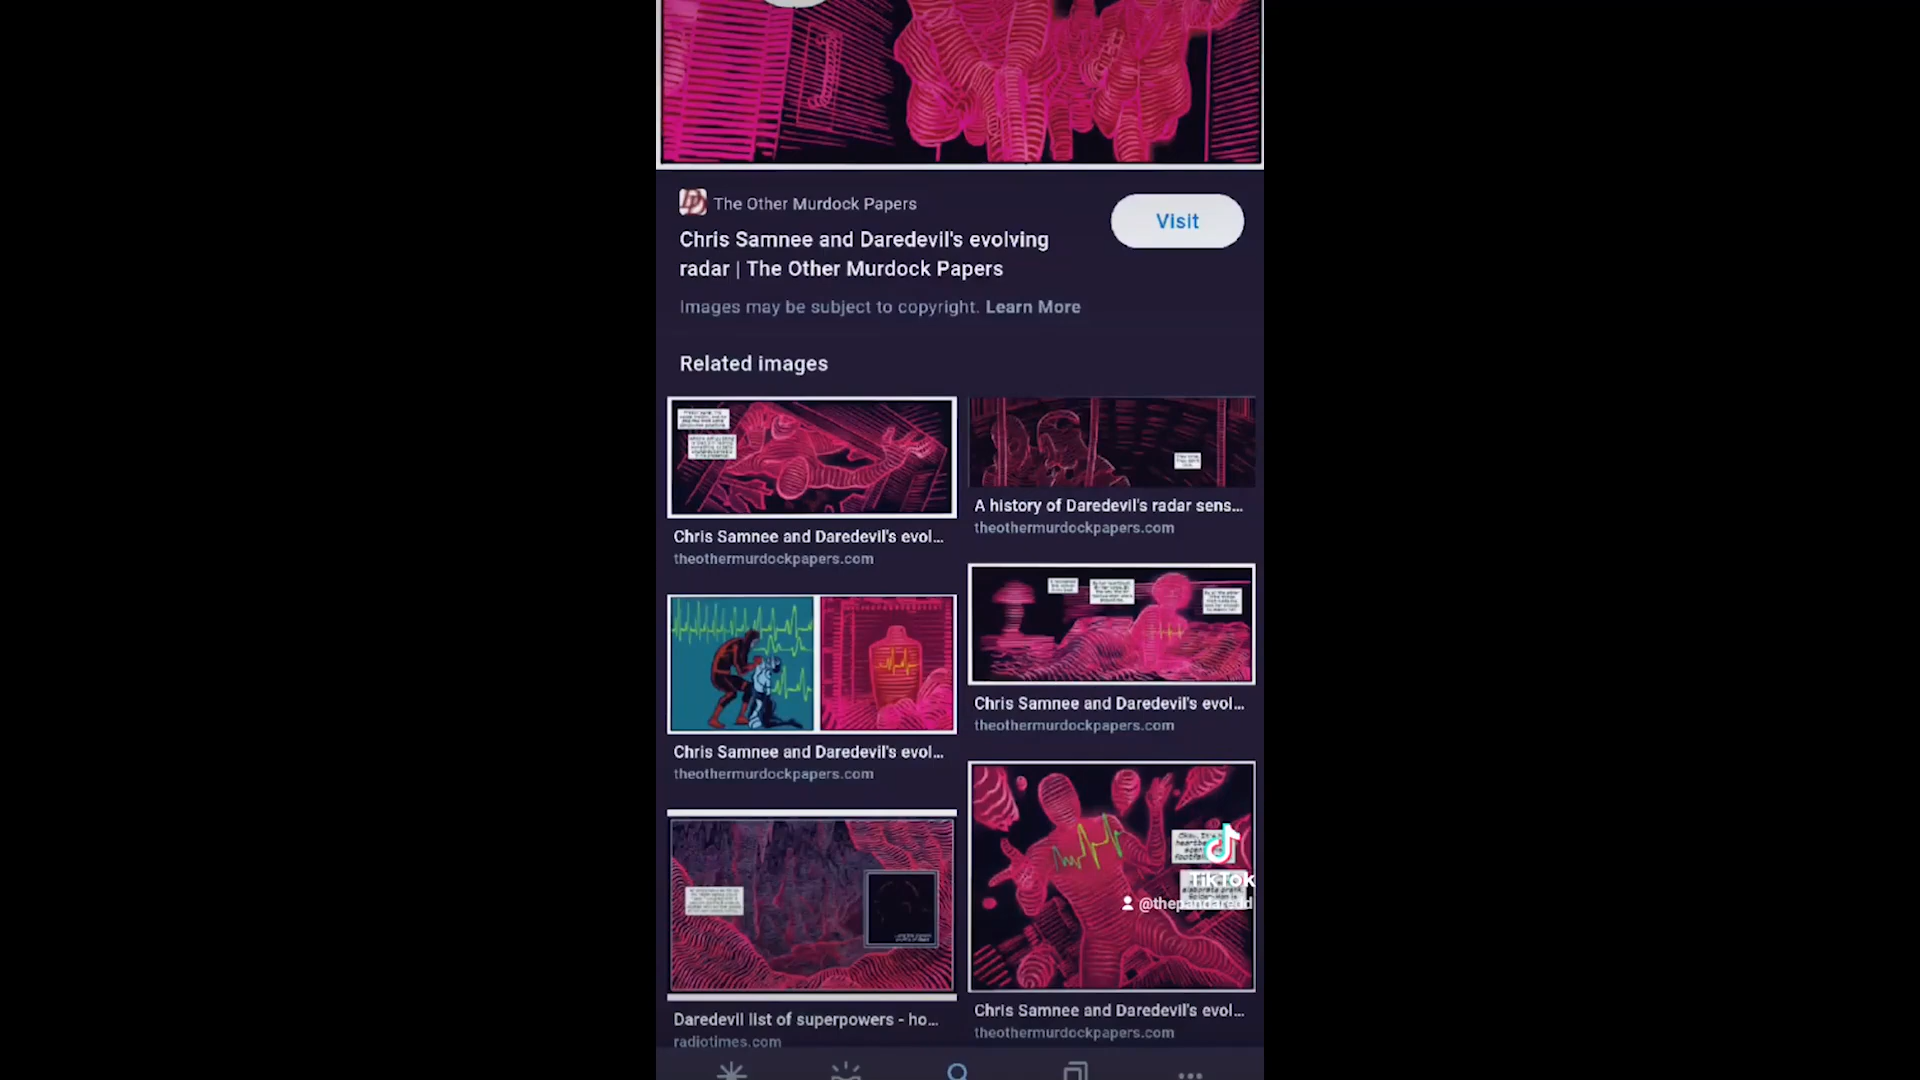 The Other Murdock Papers
Visit
Chris Samnee and Daredevil's evolving
radar | The Other Murdock Papers
Images may be subject to copyright. Learn More
Related images
Chris Samnee and Daredevil's evol...
theothermurdockpapers.com
A history of Daredevil's radar sens...
theothermurdockpapers.com
Chris Samnee and Daredevil's evol...
theothermurdockpapers.com
Chris Samnee and Daredevil's evol...
theothermurdockpapers.com
Daredevil list of superpowers - ho...
radiotimes.com
Chris Samnee and Daredevil's evol...
theothermurdockpapers.com
TikTok